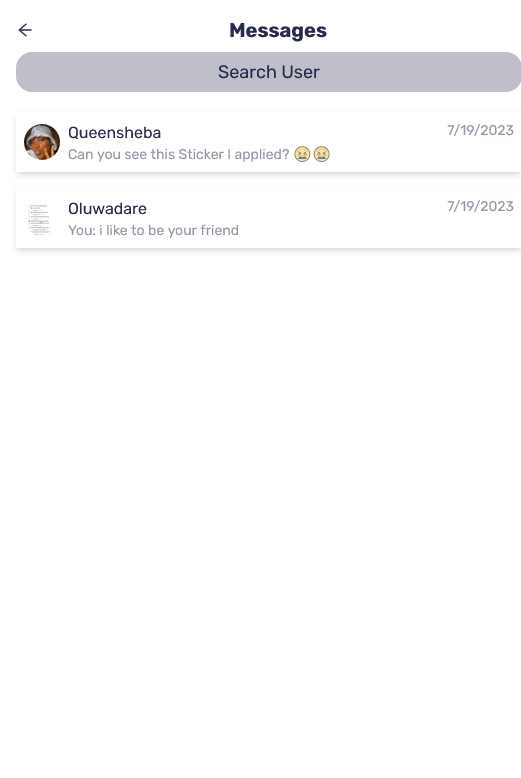 Messages
Search User
Queensheba
7/19/2023
Can you see this Sticker I applied? 😆😆
Oluwadare
7/19/2023
You: i like to be your friend